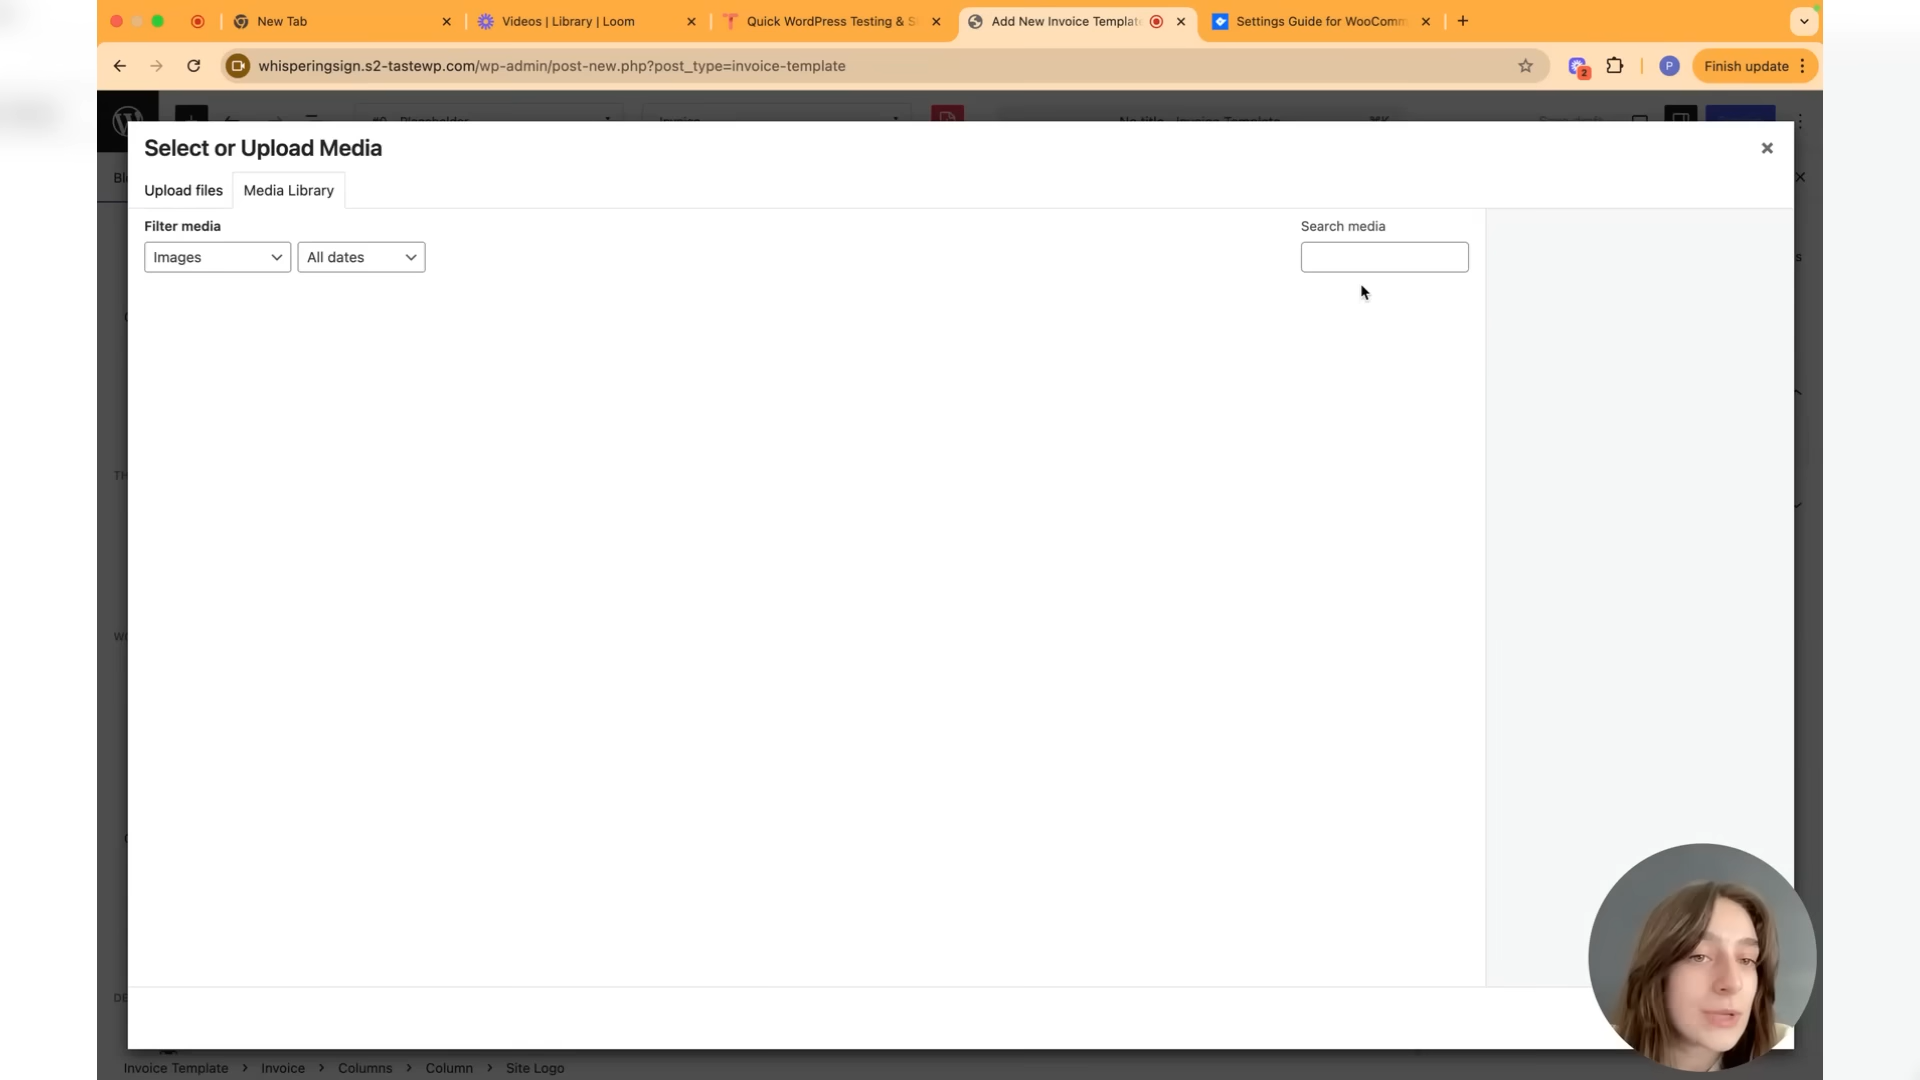 New Tab
Videos | Library | Loom
Quick WordPress Testing & S
Add New Invoice Templat
Settings Guide for WooComm
whisperingsign.s2-tastewp.com/wp-admin/post-new.php?post_type=invoice-template
2
P
Finish update
Select or Upload Media
Upload files
Media Library
Filter media
Search media
Images
All dates
Invoice Template
Invoice
Columns
Column
Site Logo